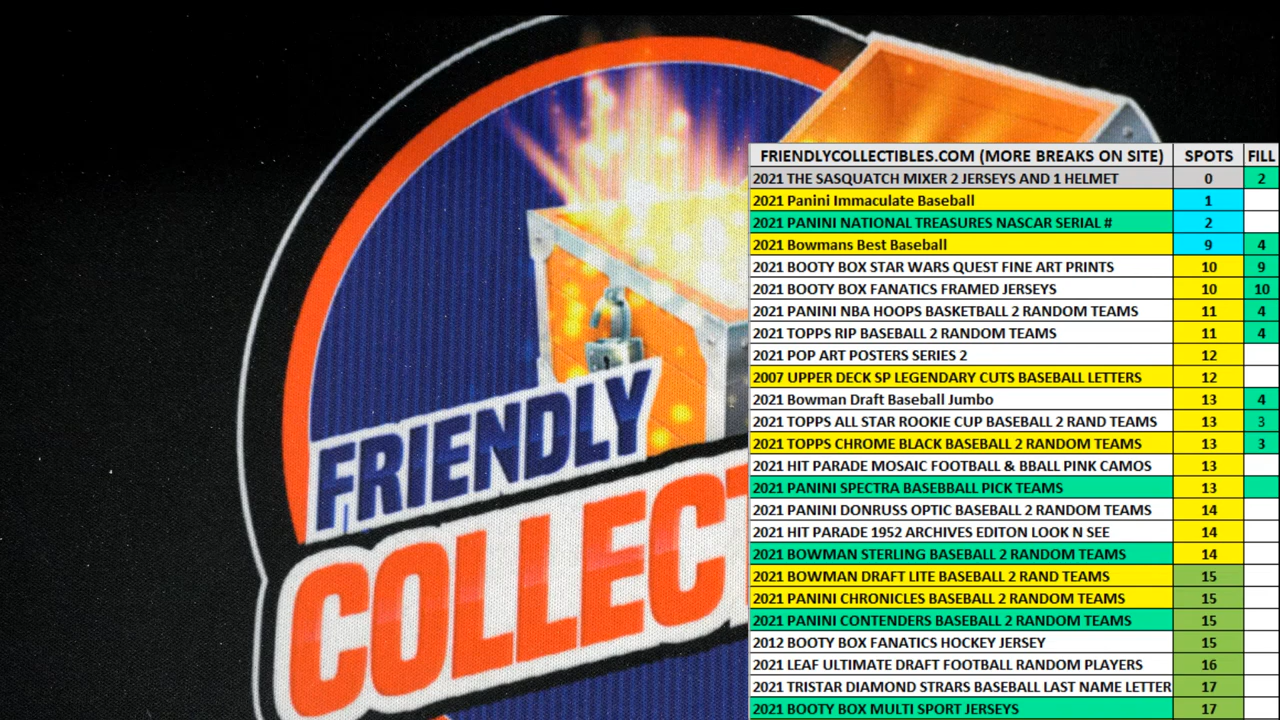 FRIENDLY
COLLEC
FRIENDLYCOLLECTIBLES.COM (MORE BREAKS ON SITE) SPOTS FILL
2021 THE SASQUATCH MIXER 2 JERSEYS AND 1 HELMET 0 2
2021 Panini Immaculate Baseball 1
2021 PANINI NATIONAL TREASURES NASCAR SERIAL # 2
2021 Bowmans Best Baseball 9 4
2021 BOOTY BOX STAR WARS QUEST FINE ART PRINTS 10 9
2021 BOOTY BOX FANATICS FRAMED JERSEYS 10 10
2021 PANINI NBA HOOPS BASKETBALL 2 RANDOM TEAMS 11 4
2021 TOPPS RIP BASEBALL 2 RANDOM TEAMS 11 4
2021 POP ART POSTERS SERIES 2 12
2007 UPPER DECK SP LEGENDARY CUTS BASEBALL LETTERS 12
2021 Bowman Draft Baseball Jumbo 13 4
2021 TOPPS ALL STAR ROOKIE CUP BASEBALL 2 RAND TEAMS 13 3
2021 TOPPS CHROME BLACK BASEBALL 2 RANDOM TEAMS 13 3
2021 HIT PARADE MOSAIC FOOTBALL & BBALL PINK CAMOS 13
2021 PANINI SPECTRA BASEBBALL PICK TEAMS 13
2021 PANINI DONRUSS OPTIC BASEBALL 2 RANDOM TEAMS 14
2021 HIT PARADE 1952 ARCHIVES EDITON LOOK N SEE 14
2021 BOWMAN STERLING BASEBALL 2 RANDOM TEAMS 14
2021 BOWMAN DRAFT LITE BASEBALL 2 RAND TEAMS 15
2021 PANINI CHRONICLES BASEBALL 2 RANDOM TEAMS 15
2021 PANINI CONTENDERS BASEBALL 2 RANDOM TEAMS 15
2012 BOOTY BOX FANATICS HOCKEY JERSEY 15
2021 LEAF ULTIMATE DRAFT FOOTBALL RANDOM PLAYERS 16
2021 TRISTAR DIAMOND STRARS BASEBALL LAST NAME LETTER 17
2021 BOOTY BOX MULTI SPORT JERSEYS 17